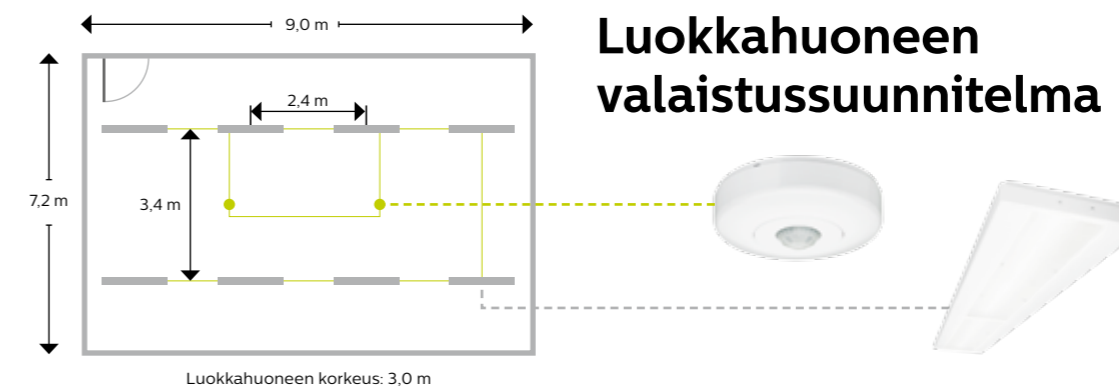 9,0 m
Luokkahuoneen
valaistussuunnitelma
2,4 m
7,2 m
3,4 m
Luokkahuoneen korkeus: 3,0 m